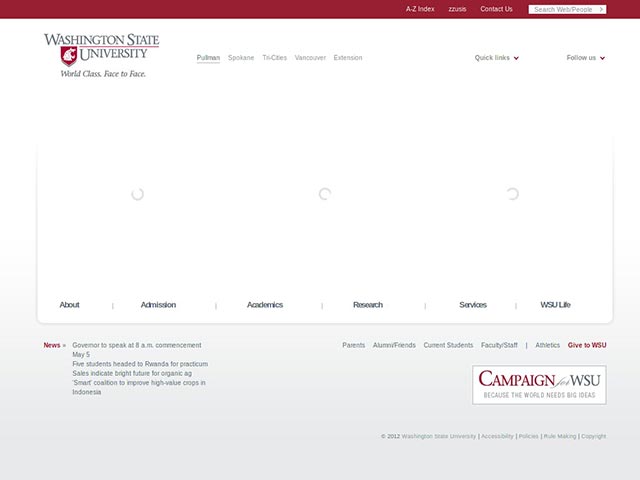 A-Z Index zzusis Contact Us Search Web/People
WASHINGTON STATE
UNIVERSITY
World Class. Face to Face.
Pullman Spokane Tri-Cities Vancouver Extension
Quick links Follow us
About | Admission | Academics | Research | Services | WSU Life
News » Governor to speak at 8 a.m. commencement
May 5
Five students headed to Rwanda for practicum
Sales indicate bright future for organic ag
'Smart' coalition to improve high-value crops in
Indonesia
Parents Alumni/Friends Current Students Faculty/Staff | Athletics Give to WSU
CAMPAIGN for WSU
BECAUSE THE WORLD NEEDS BIG IDEAS
© 2012 Washington State University | Accessibility | Policies | Rule-Making | Copyright